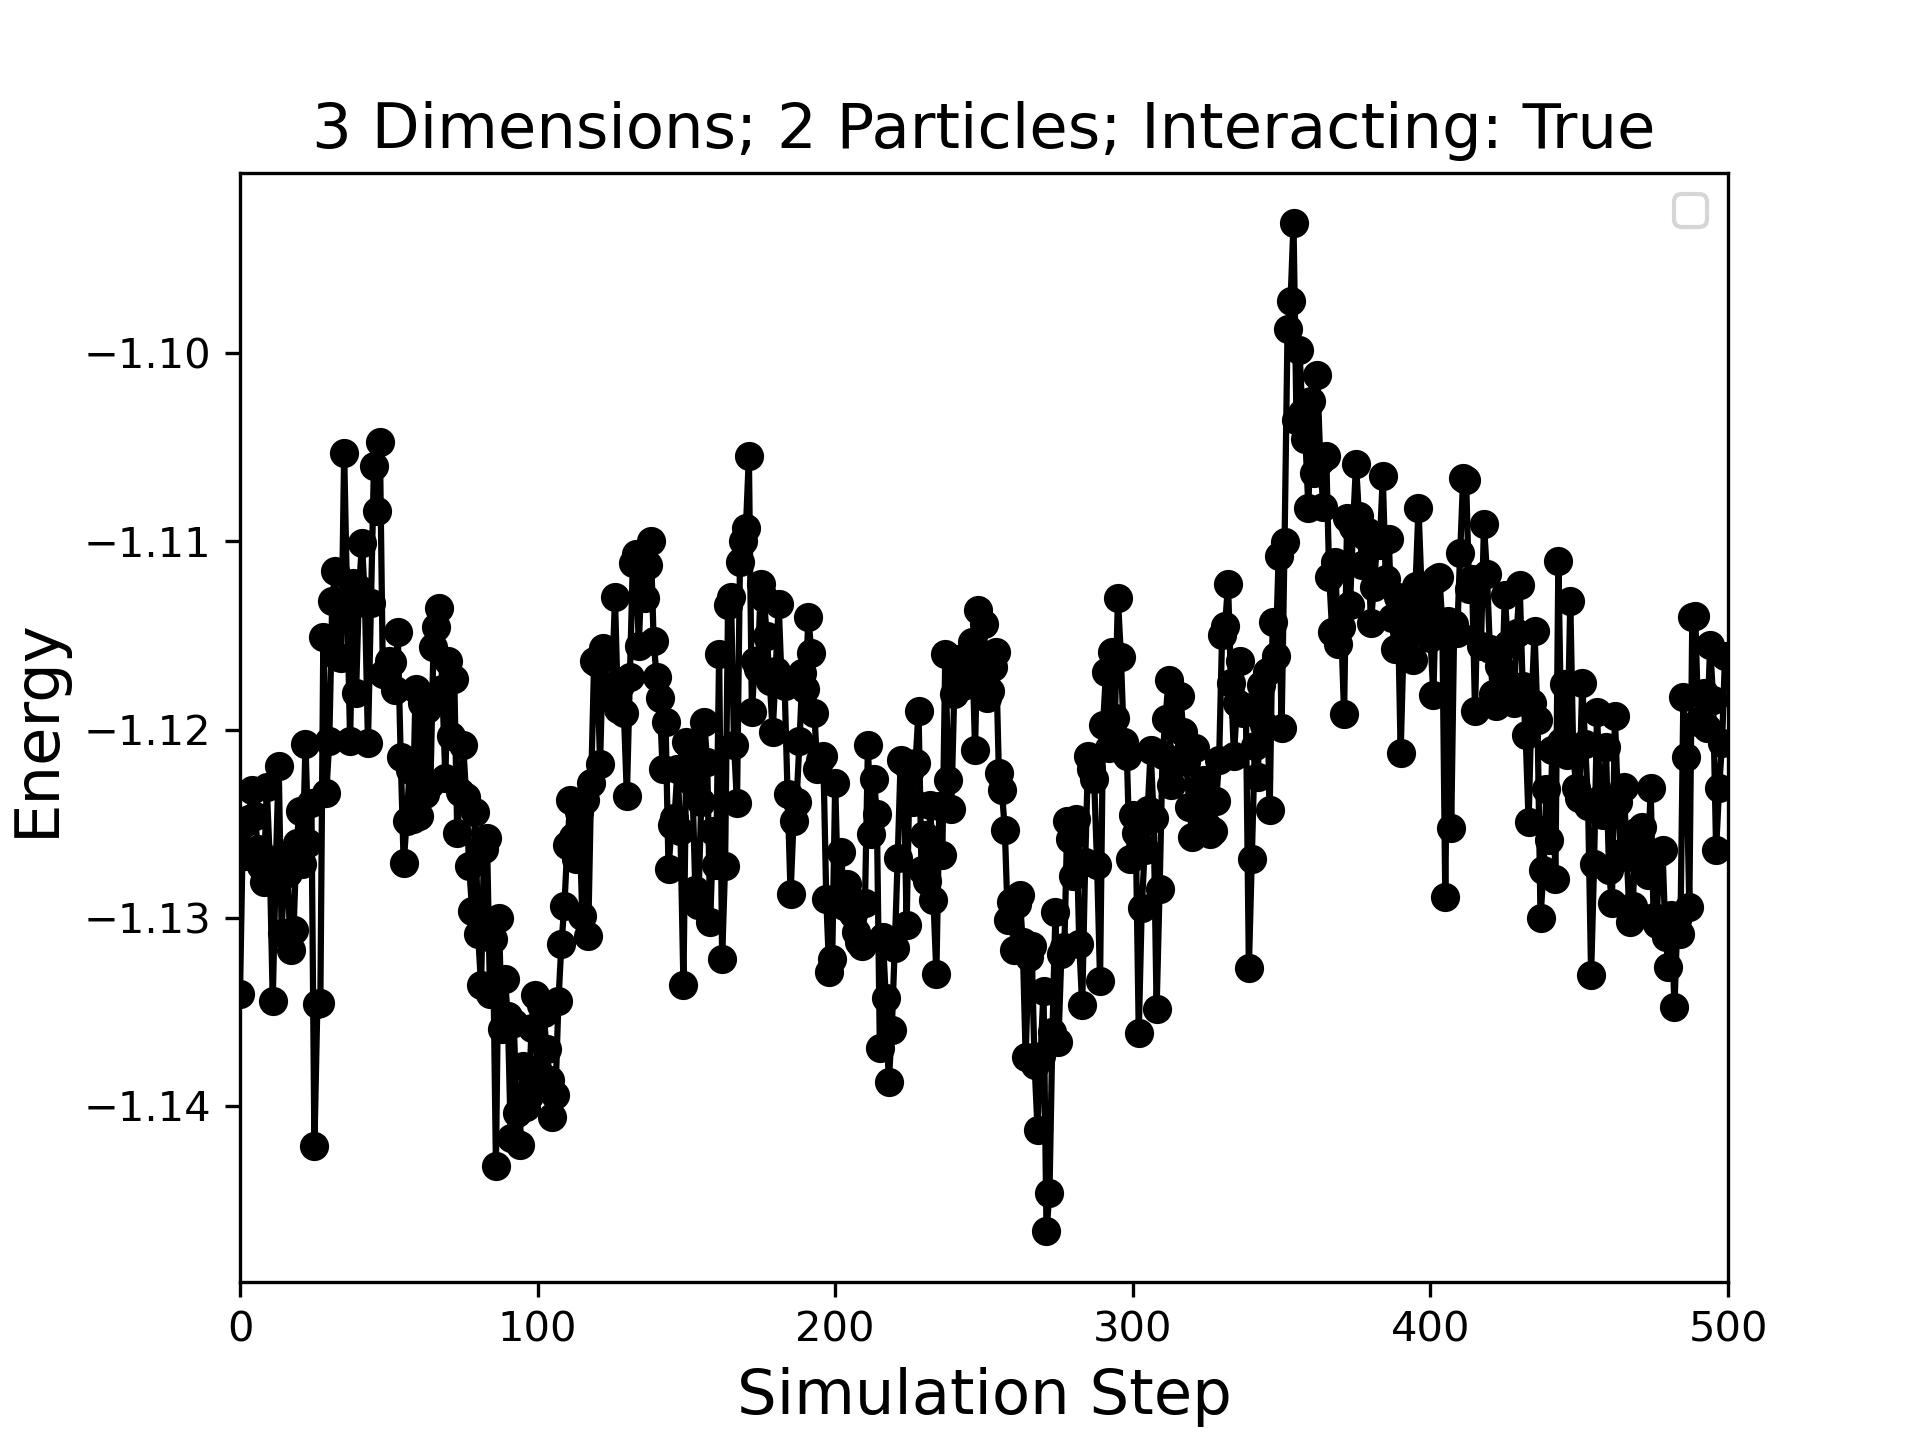 3 Dimensions; 2 Particles; Interacting: True
Energy
−1.10
−1.11
−1.12
−1.13
−1.14
0 100 200 300 400 500
Simulation Step